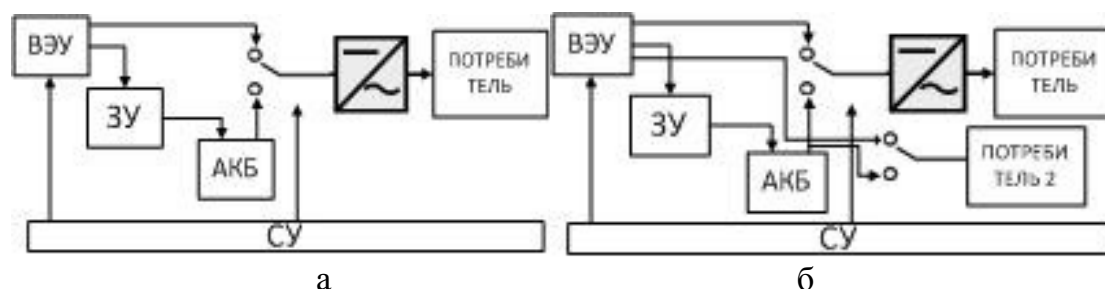 ВЭУ
ЗУ
АКБ
ПОТРЕБИ
ТЕЛЬ
СУ
а
ВЭУ
ЗУ
АКБ
ПОТРЕБИ
ТЕЛЬ
ПОТРЕБИ
ТЕЛЬ 2
СУ
б